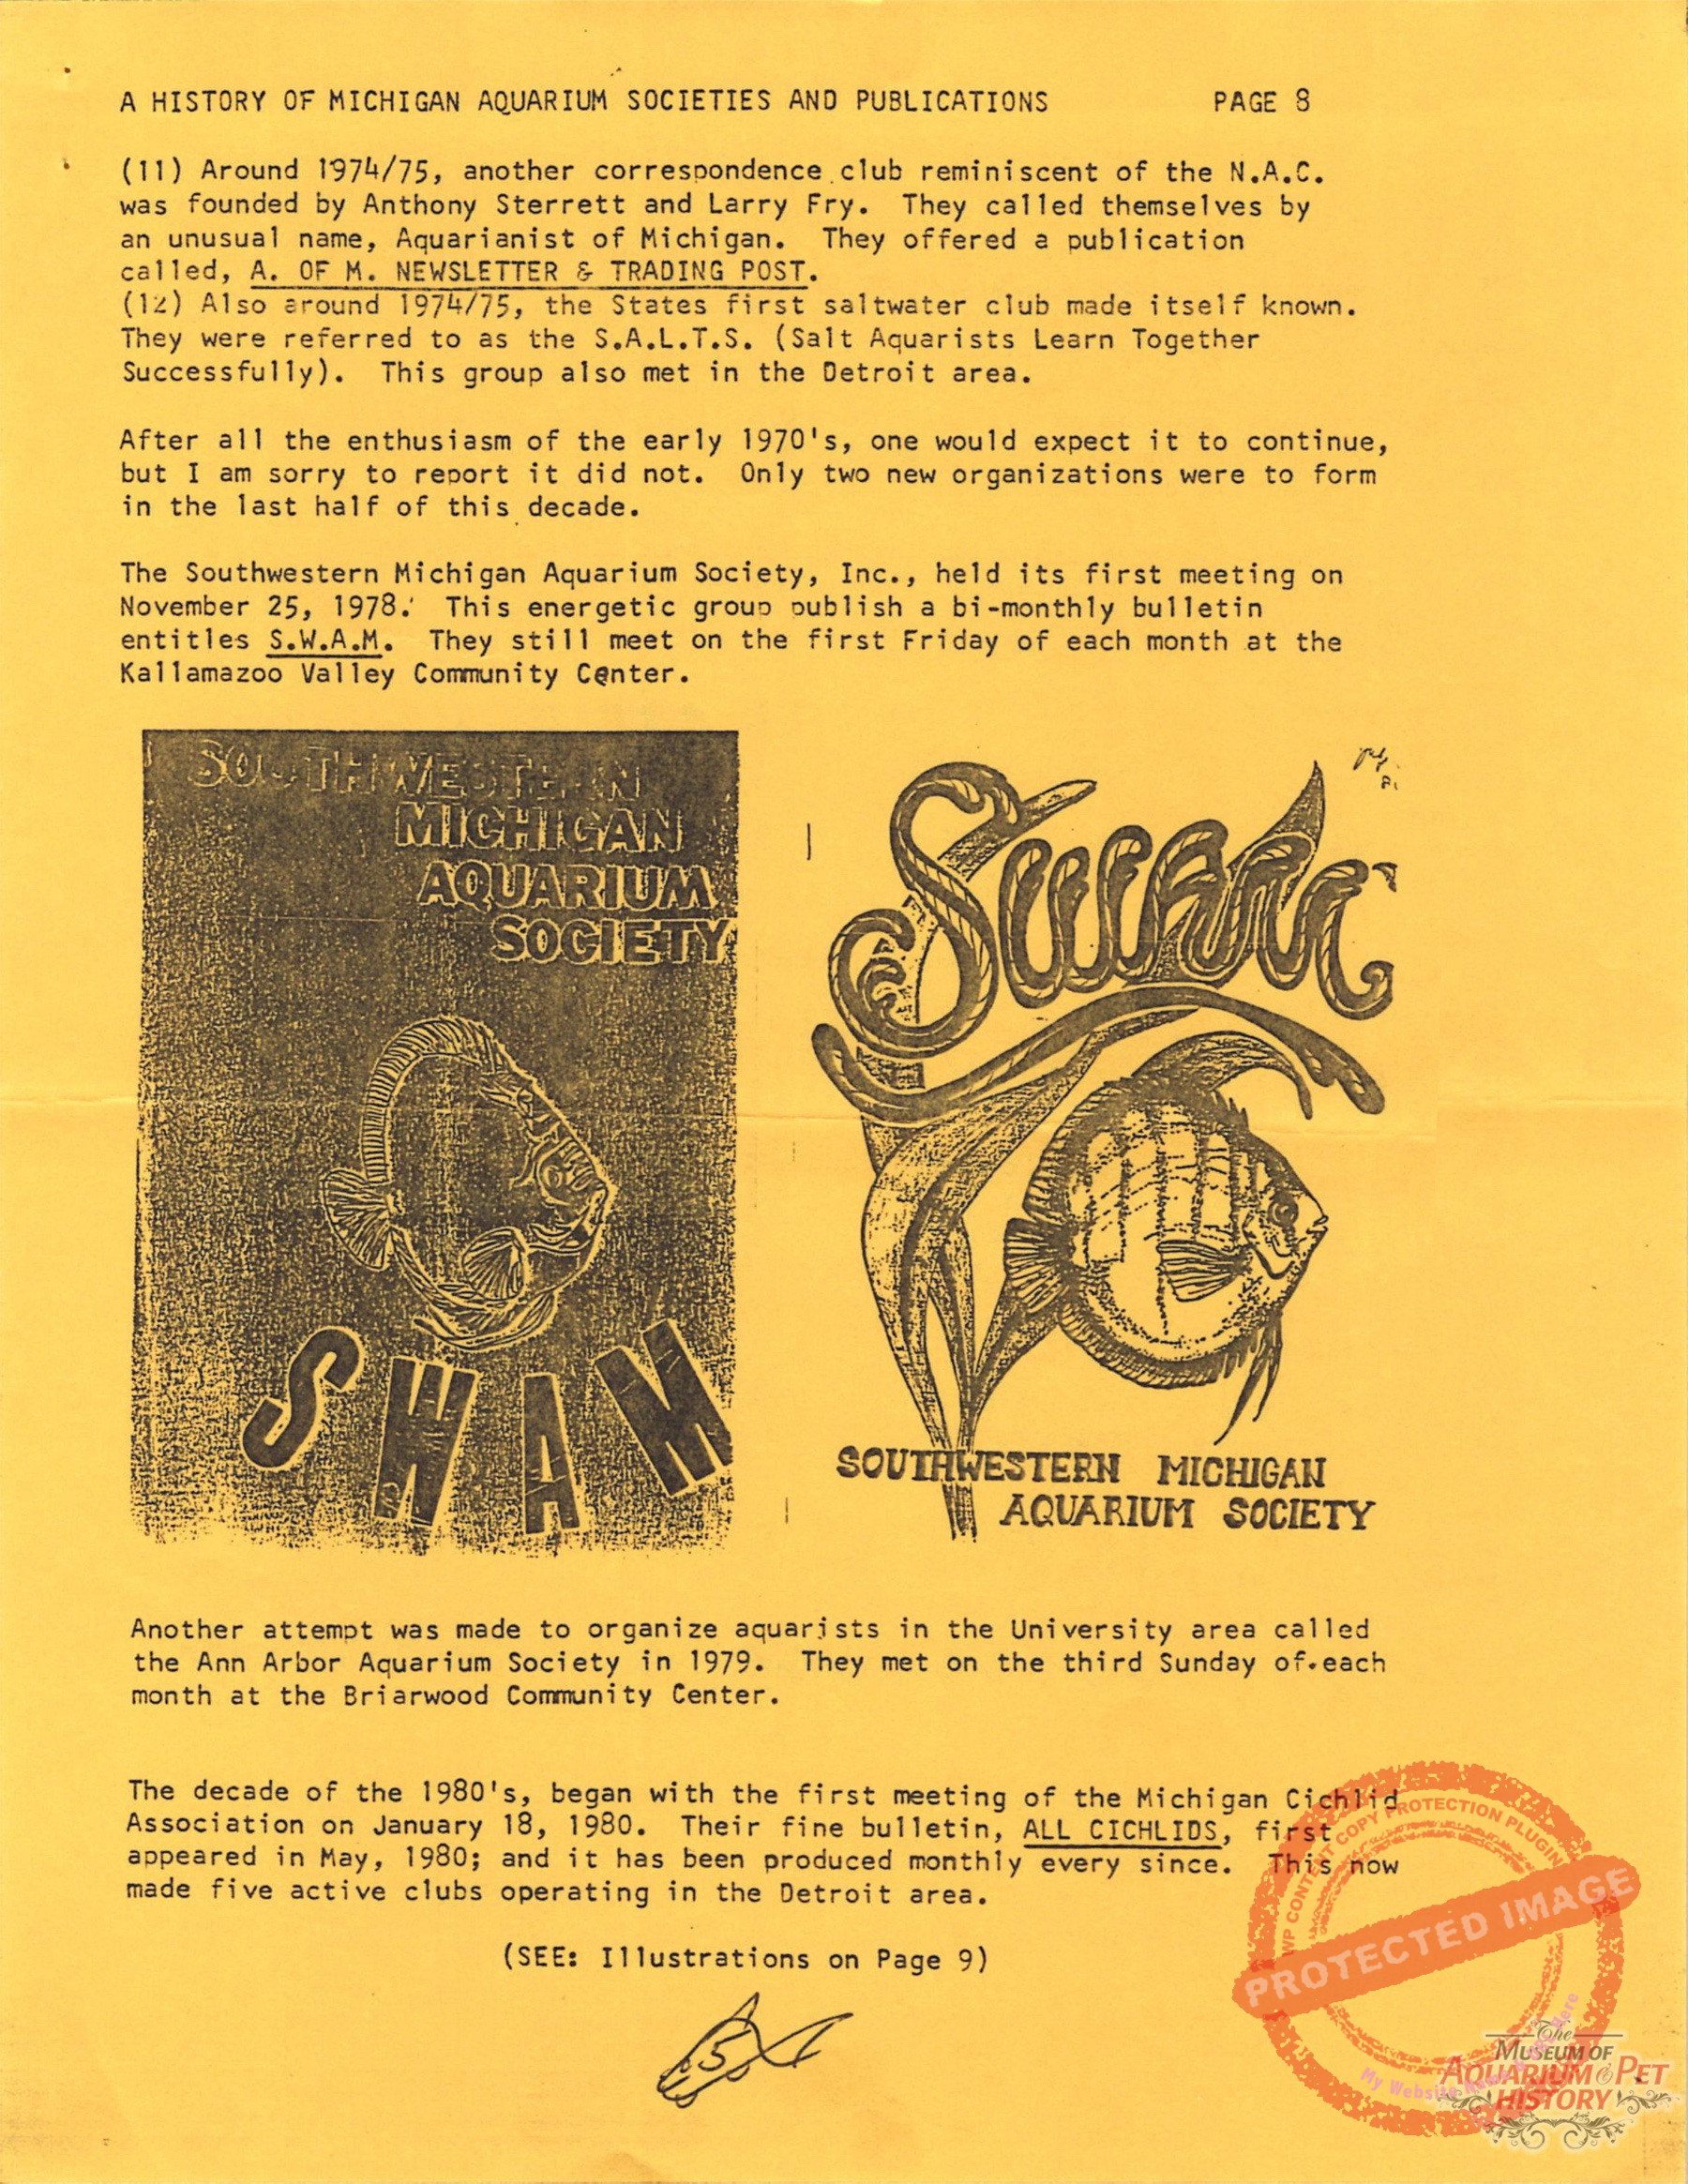 A HISTORY OF MICHIGAN AQUARIUM SOCIETIES AND PUBLICATIONS PAGE 8
(11) Around 1974/75, another correspondence club reminiscent of the N.A.C.
was founded by Anthony Sterrett and Larry Fry. They called themselves by
an unusual name, Aquarianist of Michigan. They offered a publication
called, A. OF M. NEWSLETTER & TRADING POST.
(12) Also around 1974/75, the States first saltwater club made itself known.
They were referred to as the S.A.L.T.S. (Salt Aquarists Learn Together
Successfully). This group also met in the Detroit area.
After all the enthusiasm of the early 1970's, one would expect it to continue,
but I am sorry to report it did not. Only two new organizations were to form
in the last half of this decade.
The Southwestern Michigan Aquarium Society, Inc., held its first meeting on
November 25, 1978. This energetic group publish a bi-monthly bulletin
entitles S.W.A.M. They still meet on the first Friday of each month at the
Kallamazoo Valley Community Center.
SOUTHWESTERN
MICHIGAN
AQUARIUM
SOCIETY
SWAM
Swam
SOUTHWESTERN MICHIGAN
AQUARIUM SOCIETY
Another attempt was made to organize aquarists in the University area called
the Ann Arbor Aquarium Society in 1979. They met on the third Sunday of each
month at the Briarwood Community Center.
The decade of the 1980's, began with the first meeting of the Michigan Cichlid
Association on January 18, 1980. Their fine bulletin, ALL CICHLIDS, first
appeared in May, 1980; and it has been produced monthly every since. This now
made five active clubs operating in the Detroit area.
(SEE: Illustrations on Page 9)
5
WP CONTENT COPY PROTECTION PLUGIN
PROTECTED IMAGE
My Website Name Here
The
MUSEUM OF
AQUARIUM & PET
HISTORY